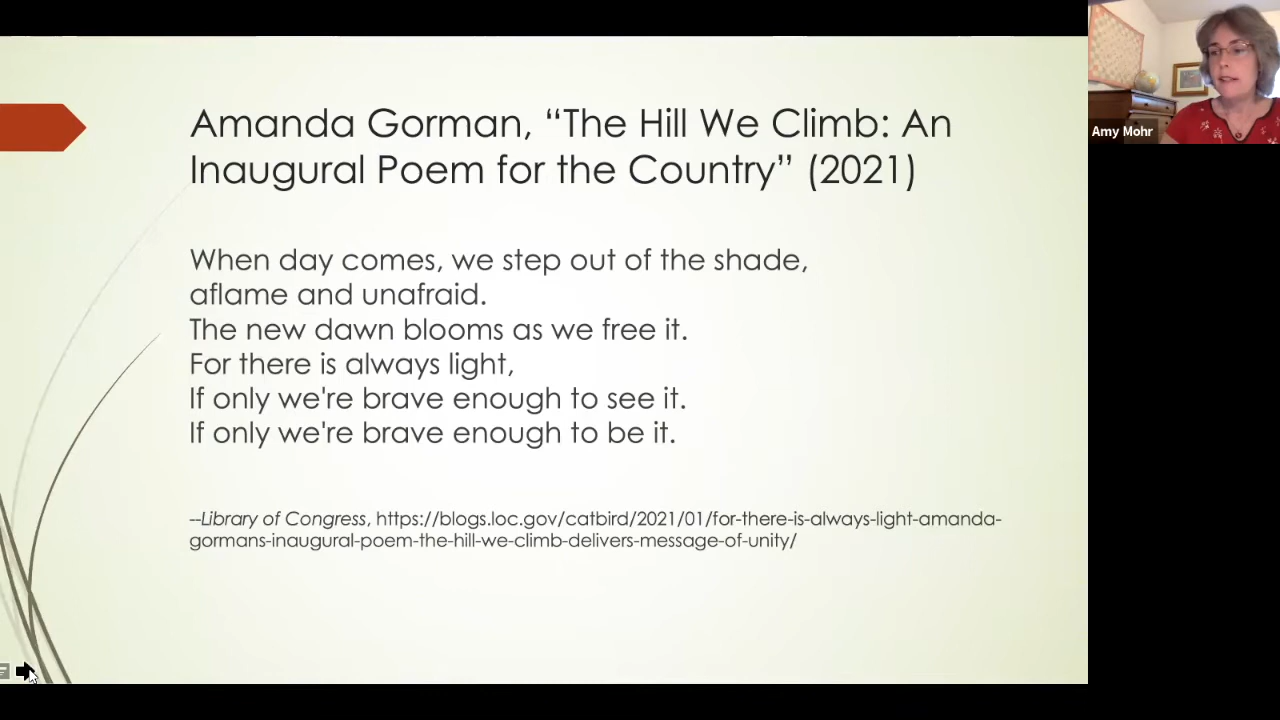 Amanda Gorman, “The Hill We Climb: An
Inaugural Poem for the Country” (2021)
When day comes, we step out of the shade,
aflame and unafraid.
The new dawn blooms as we free it.
For there is always light,
If only we're brave enough to see it.
If only we're brave enough to be it.
--Library of Congress, https://blogs.loc.gov/catbird/2021/01/for-there-is-always-light-amanda-
gormans-inaugural-poem-the-hill-we-climb-delivers-message-of-unity/
Amy Mohr